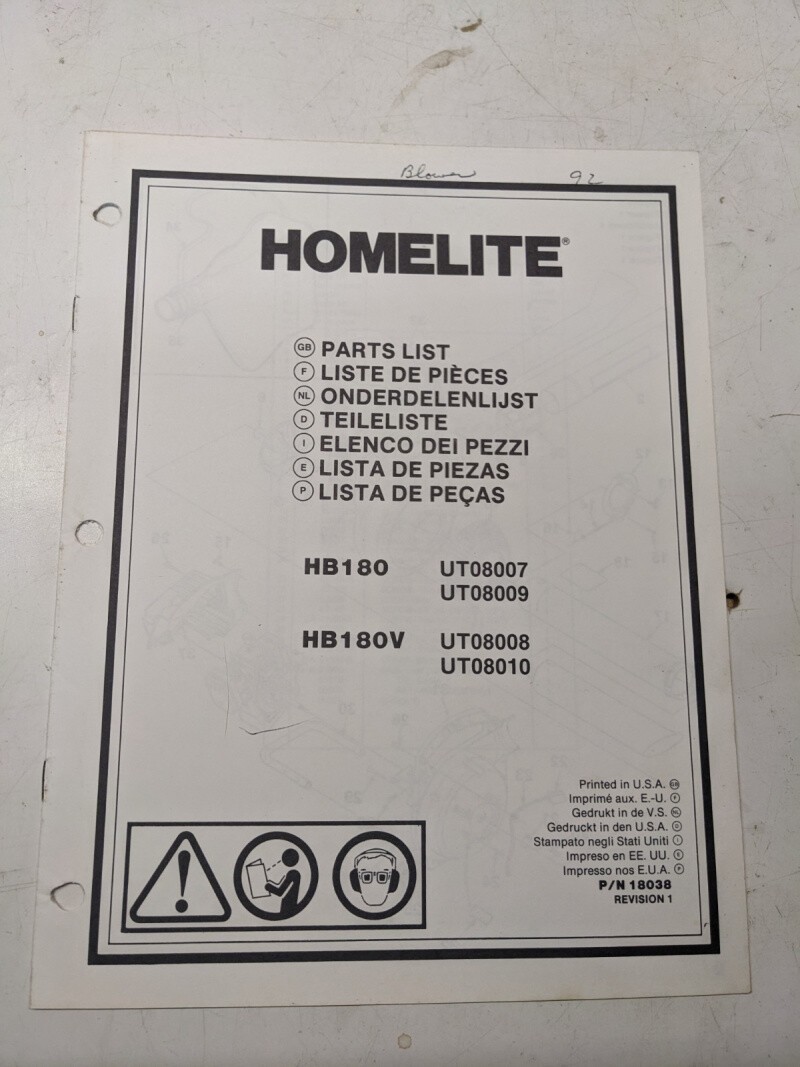 Blower 92
HOMELITE®
GB PARTS LIST
F LISTE DE PIÈCES
NL ONDERDELENLIJST
D TEILELISTE
I ELENCO DEI PEZZI
E LISTA DE PIEZAS
P LISTA DE PEÇAS
HB180 UT08007
UT08009
HB180V UT08008
UT08010
Printed in U.S.A. GB
Imprimé aux. E.-U. F
Gedrukt in de V.S. NL
Gedruckt in den U.S.A. D
Stampato negli Stati Uniti I
Impreso en EE. UU. E
Impresso nos E.U.A. P
P/N 18038
REVISION 1